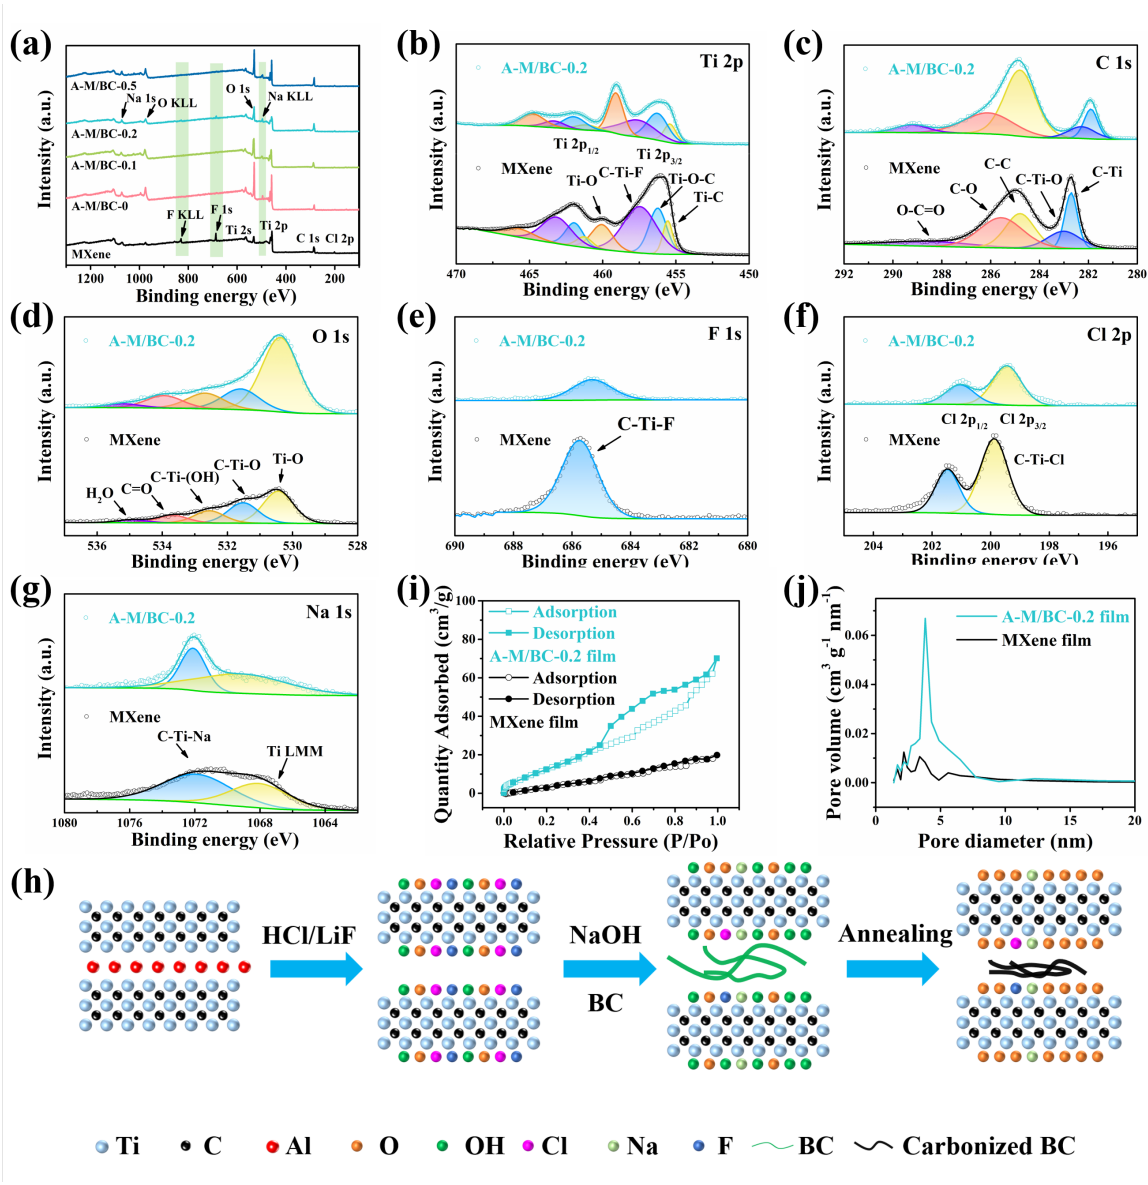 (a)
Intensity (a.u.)
A-M/BC-0.5
Na 1s
O KLL
O 1s
Na KLL
A-M/BC-0.2
A-M/BC-0.1
A-M/BC-0
F KLL
F 1s
Ti 2s
Ti 2p
C 1s
Cl 2p
MXene
1200 1000 800 600 400 200
Binding energy (eV)
(b)
Intensity (a.u.)
A-M/BC-0.2
Ti 2p
Ti 2p1/2
Ti 2p3/2
MXene
Ti-O
C-Ti-F
Ti-O-C
Ti-C
470 465 460 455 450
Binding energy (eV)
(c)
Intensity (a.u.)
A-M/BC-0.2
C 1s
MXene
O-C=O
C-O
C-C
C-Ti-O
C-Ti
292 290 288 286 284 282 280
Binding energy (eV)
(d)
Intensity (a.u.)
A-M/BC-0.2
O 1s
MXene
H2O
C=O
C-Ti-(OH)
C-Ti-O
Ti-O
536 534 532 530 528
Binding energy (eV)
(e)
Intensity (a.u.)
A-M/BC-0.2
F 1s
MXene
C-Ti-F
690 688 686 684 682 680
Binding energy (eV)
(f)
Intensity (a.u.)
A-M/BC-0.2
Cl 2p
Cl 2p1/2
Cl 2p3/2
MXene
C-Ti-Cl
204 202 200 198 196
Binding energy (eV)
(g)
Intensity (a.u.)
A-M/BC-0.2
Na 1s
MXene
C-Ti-Na
Ti LMM
1080 1076 1072 1068 1064
Binding energy (eV)
(i)
Quantity Adsorbed (cm³/g)
100
80
60
40
20
0
Adsorption
Desorption
A-M/BC-0.2 film
Adsorption
Desorption
MXene film
0.0 0.2 0.4 0.6 0.8 1.0
Relative Pressure (P/Po)
(j)
Pore volume (cm³ g⁻¹ nm⁻¹)
0.06
0.04
0.02
0.00
A-M/BC-0.2 film
MXene film
0 5 10 15 20
Pore diameter (nm)
(h)
HCl/LiF
NaOH
BC
Annealing
Ti C Al O OH Cl Na F BC Carbonized BC